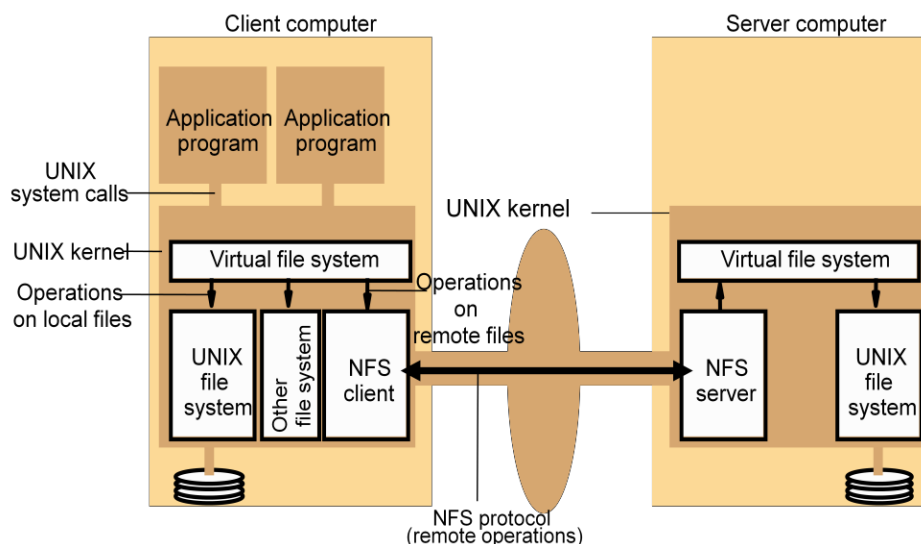 Client computer
Server computer
Application
program
Application
program
UNIX
system calls
UNIX kernel
UNIX kernel
Virtual file system
Virtual file system
Operations
on local files
Operations
on
remote files
UNIX
file
system
Other
file system
NFS
client
NFS
server
UNIX
file
system
NFS protocol
(remote operations)